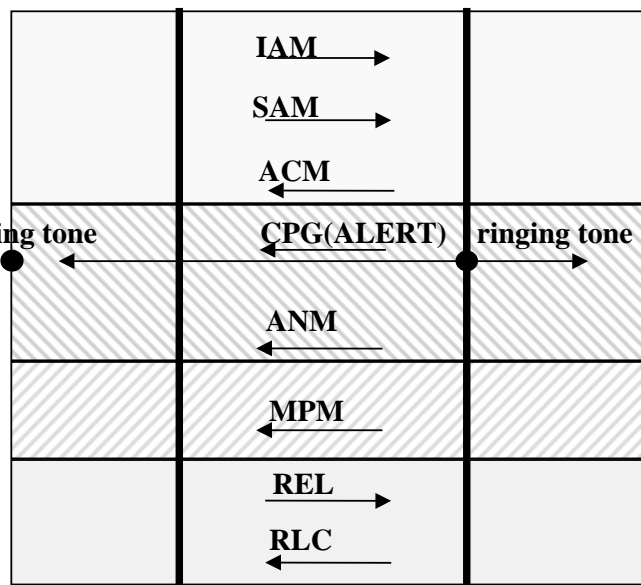 IAM
SAM
ACM
ing tone CPG(ALERT) ringing tone
ANM
MPM
REL
RLC